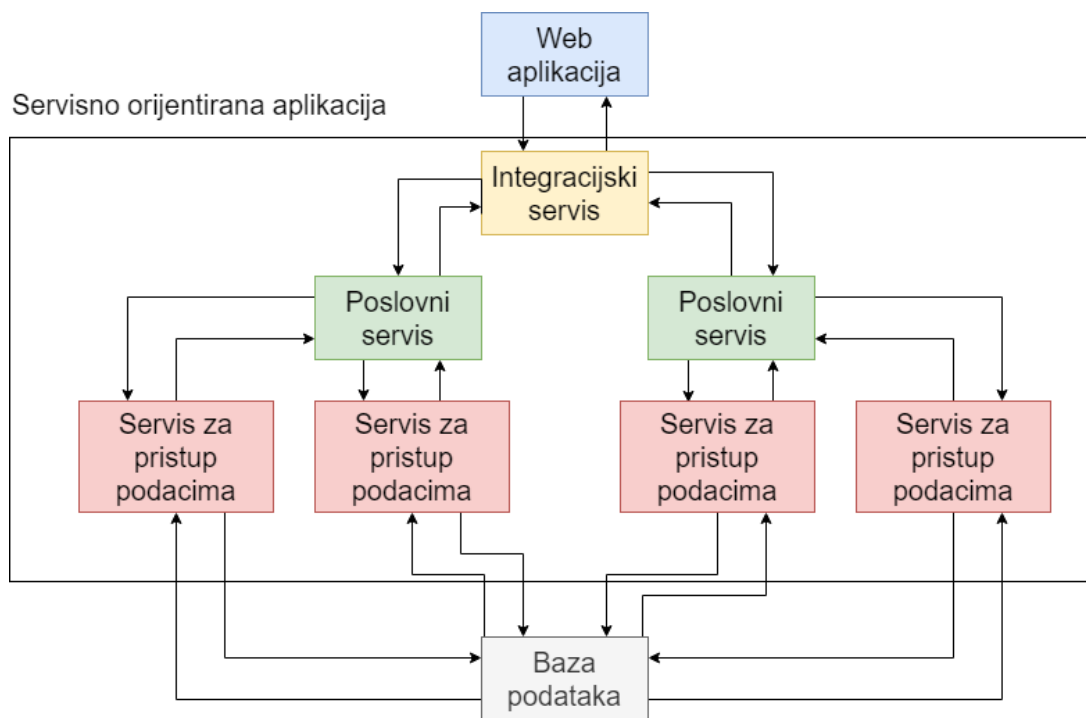 Web
aplikacija
Servisno orijentirana aplikacija
Integracijski
servis
Poslovni
servis
Poslovni
servis
Servis za
pristup
podacima
Servis za
pristup
podacima
Servis za
pristup
podacima
Servis za
pristup
podacima
Baza
podataka